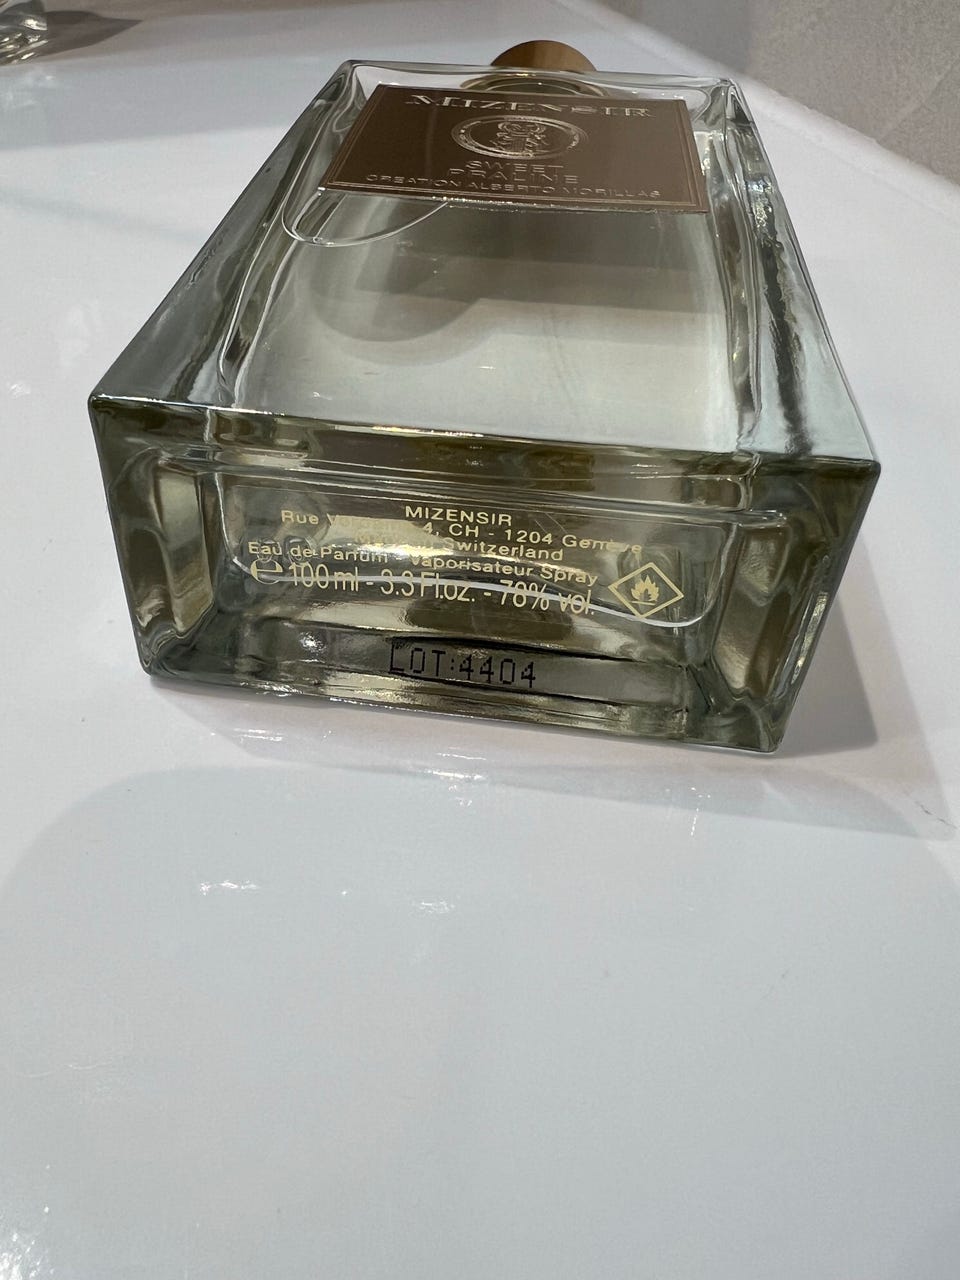 MIZENSIR
SWEET
PRALINE
CREATION ALBERTO MORILLAS
MIZENSIR
Rue 4, CH - 1204 Genève
Switzerland
Eau de Parfum - Vaporisateur Spray
℮ 100 ml - 3.3 Fl.oz. - 78% vol.
LOT:4404